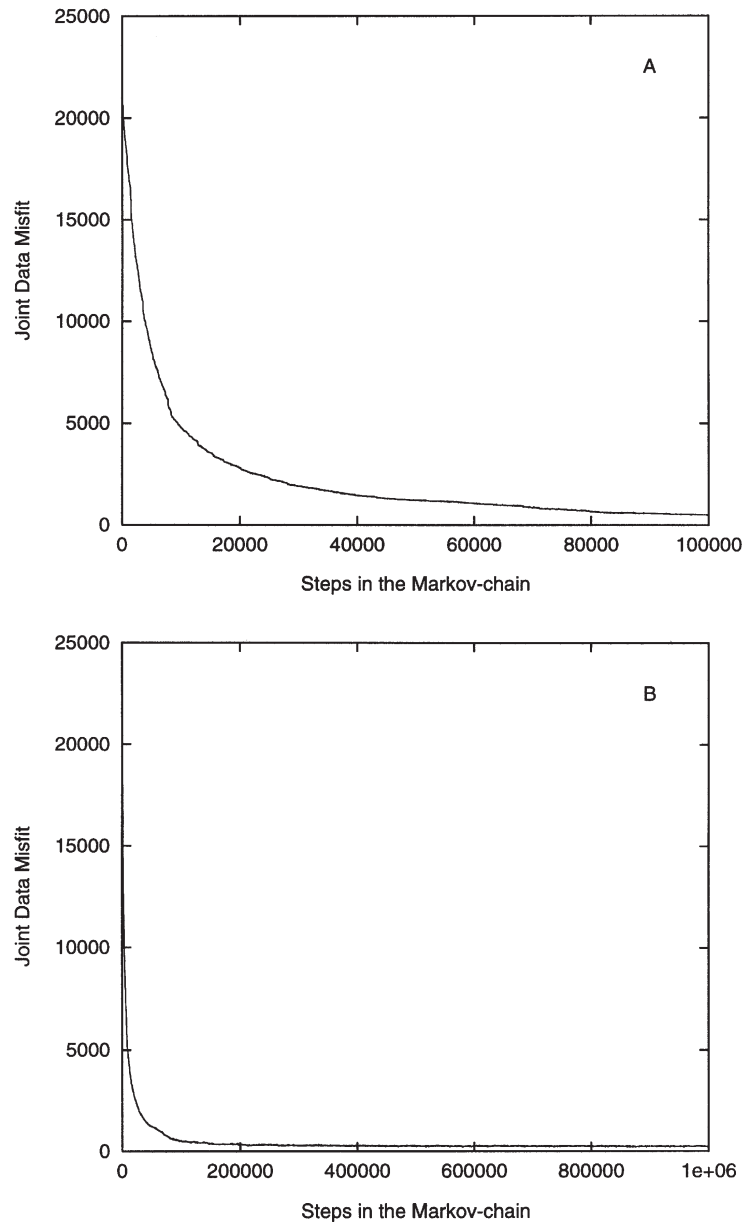 25000
A
20000
15000
Joint Data Misfit
10000
5000
0
0 20000 40000 60000 80000 100000
Steps in the Markov-chain
25000
B
20000
15000
Joint Data Misfit
10000
5000
0
0 200000 400000 600000 800000 1e+06
Steps in the Markov-chain